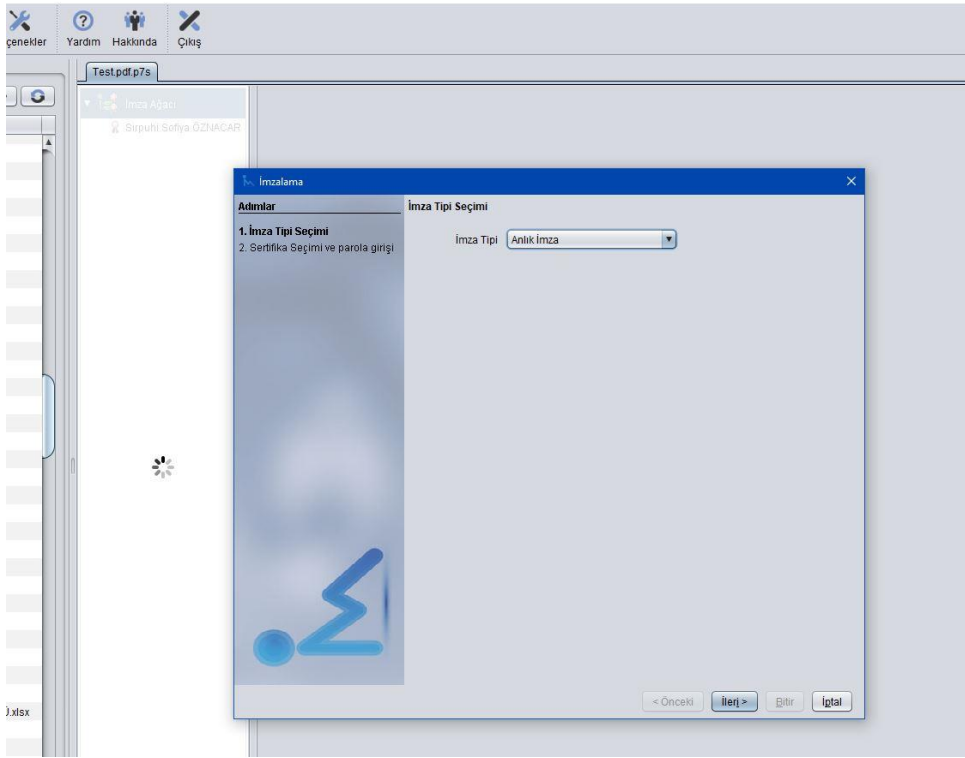 çenekler Yardım Hakkında Çıkış
Test.pdf.p7s
İmza Ağacı
Sirpuhi Sofiya ÖZNACAR
İmzalama
Adımlar
1. İmza Tipi Seçimi
2. Sertifika Seçimi ve parola girişi
İmza Tipi Seçimi
İmza Tipi Anlık İmza
< Önceki İleri > Bitir İptal
Ü.xlsx